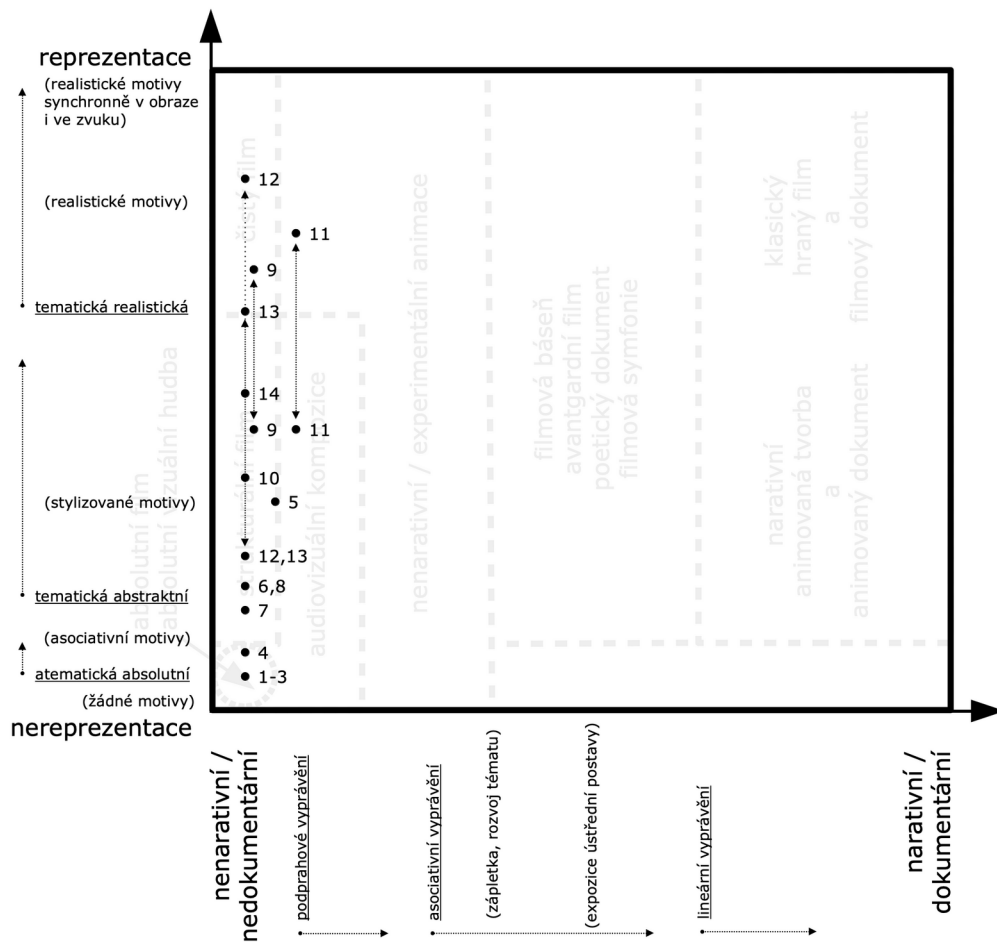 reprezentace
(realistické motivy
synchronně v obraze
i ve zvuku)
(realistické motivy)
tematická realistická
(stylizované motivy)
tematická abstraktní
(asociativní motivy)
atematická absolutní
(žádné motivy)
nereprezentace
12
11
9
13
14
9
11
10
5
12,13
6,8
7
4
1-3
absolutní film
absolutní vizuální hudba
čistý film
strukturální film
audiovizuální kompozice
nenarativní / experimentální animace
filmová báseň
avantgardní film
poetický dokument
filmová symfonie
klasický
hraný film
a
filmový dokument
narativní
animovaná tvorba
a
animovaný dokument
nenarativní /
nedokumentární
podprahové vyprávění
asociativní vyprávění
(zápletka, rozvoj tématu)
(expozice ústřední postavy)
lineární vyprávění
narativní /
dokumentární